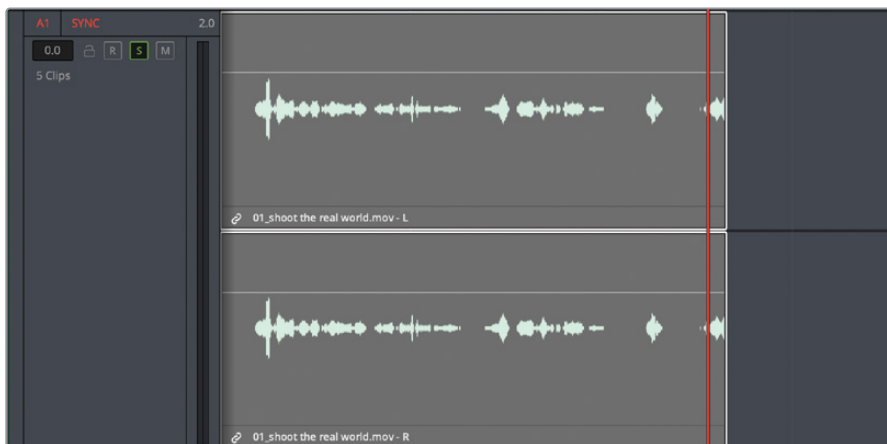 A1 SYNC 2.0
0.0 R S M
5 Clips
01_shoot the real world.mov - L
01_shoot the real world.mov - R